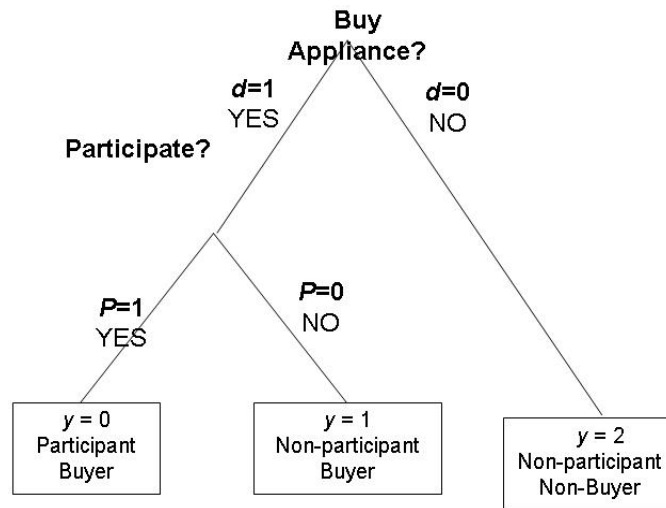 Buy
Appliance?
d=1
YES
d=0
NO
Participate?
P=1
YES
P=0
NO
y = 0
Participant
Buyer
y = 1
Non-participant
Buyer
y = 2
Non-participant
Non-Buyer